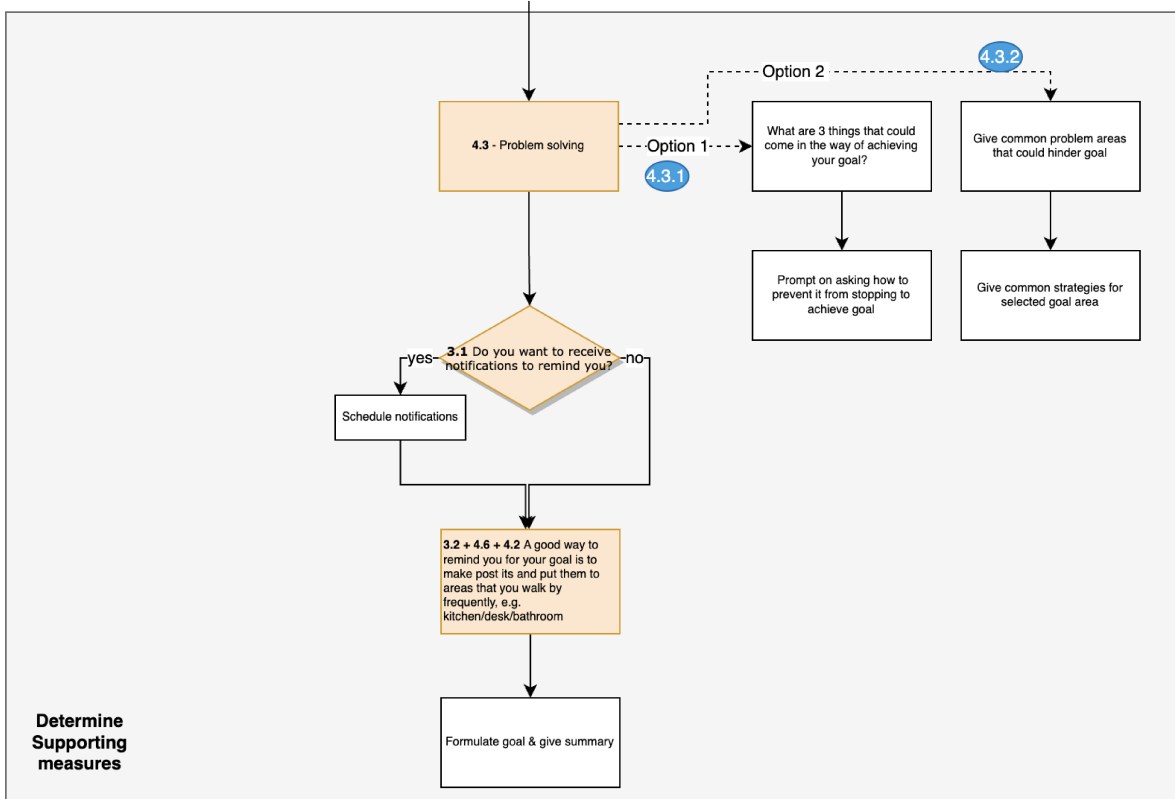 4.3.2
Option 2
4.3 - Problem solving
Option 1
4.3.1
What are 3 things that could
come in the way of achieving
your goal?
Give common problem areas
that could hinder goal
Prompt on asking how to
prevent it from stopping to
achieve goal
Give common strategies for
selected goal area
yes
3.1 Do you want to receive
notifications to remind you?
no
Schedule notifications
3.2 + 4.6 + 4.2 A good way to
remind you for your goal is to
make post its and put them to
areas that you walk by
frequently, e.g.
kitchen/desk/bathroom
Formulate goal & give summary
Determine
Supporting
measures